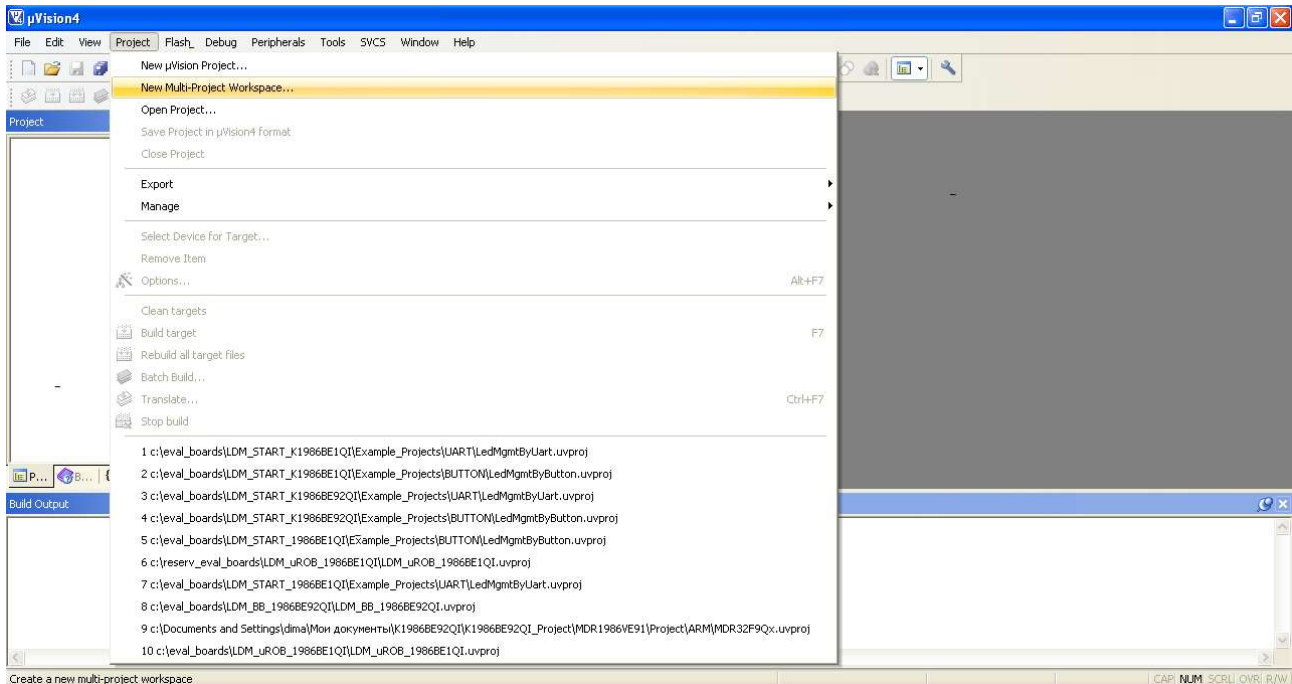 µVision4
File Edit View Project Flash Debug Peripherals Tools SVCS Window Help
New µVision Project...
New Multi-Project Workspace...
Open Project...
Save Project in µVision4 format
Close Project
Export
Manage
Select Device for Target...
Remove Item
Options... Alt+F7
Clean targets
Build target F7
Rebuild all target files
Batch Build...
Translate... Ctrl+F7
Stop build
1 c:\eval_boards\LDM_START_K1986BE1QI\Example_Projects\UART\LedMgmtByUart.uvproj
2 c:\eval_boards\LDM_START_K1986BE1QI\Example_Projects\BUTTON\LedMgmtByButton.uvproj
3 c:\eval_boards\LDM_START_K1986BE92QI\Example_Projects\UART\LedMgmtByUart.uvproj
4 c:\eval_boards\LDM_START_K1986BE92QI\Example_Projects\BUTTON\LedMgmtByButton.uvproj
5 c:\eval_boards\LDM_START_1986BE1QI\Example_Projects\BUTTON\LedMgmtByButton.uvproj
6 c:\reserv_eval_boards\LDM_uROB_1986BE1QI\LDM_uROB_1986BE1QI.uvproj
7 c:\eval_boards\LDM_START_1986BE1QI\Example_Projects\UART\LedMgmtByUart.uvproj
8 c:\eval_boards\LDM_BB_1986BE92QI\LDM_BB_1986BE92QI.uvproj
9 c:\Documents and Settings\dima\Мои документы\K1986BE92QI\K1986BE92QI_Project\MDR1986VE91\Project\ARM\MDR32F9Qx.uvproj
10 c:\eval_boards\LDM_uROB_1986BE1QI\LDM_uROB_1986BE1QI.uvproj
Project
P... B...
Build Output
Create a new multi-project workspace CAP NUM SCRL OVR R/W